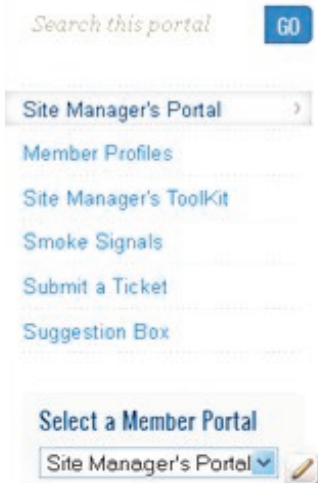 Search this portal GO
Site Manager's Portal
Member Profiles
Site Manager's ToolKit
Smoke Signals
Submit a Ticket
Suggestion Box
Select a Member Portal
Site Manager's Portal